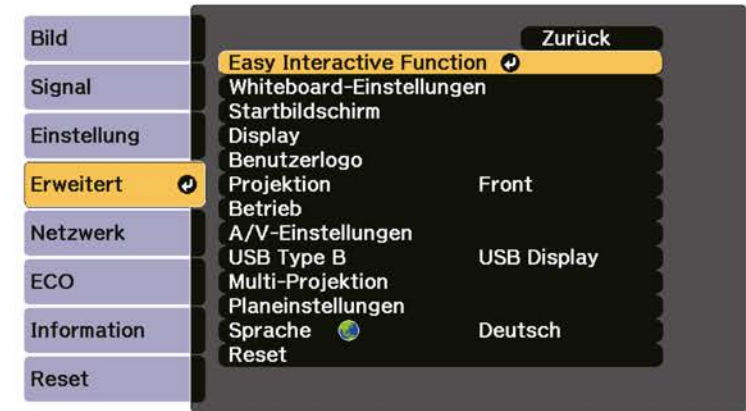 Bild
Signal
Einstellung
Erweitert
Netzwerk
ECO
Information
Reset
Zurück
Easy Interactive Function
Whiteboard-Einstellungen
Startbildschirm
Display
Benutzerlogo
Projektion Front
Betrieb
A/V-Einstellungen
USB Type B USB Display
Multi-Projektion
Planeinstellungen
Sprache Deutsch
Reset